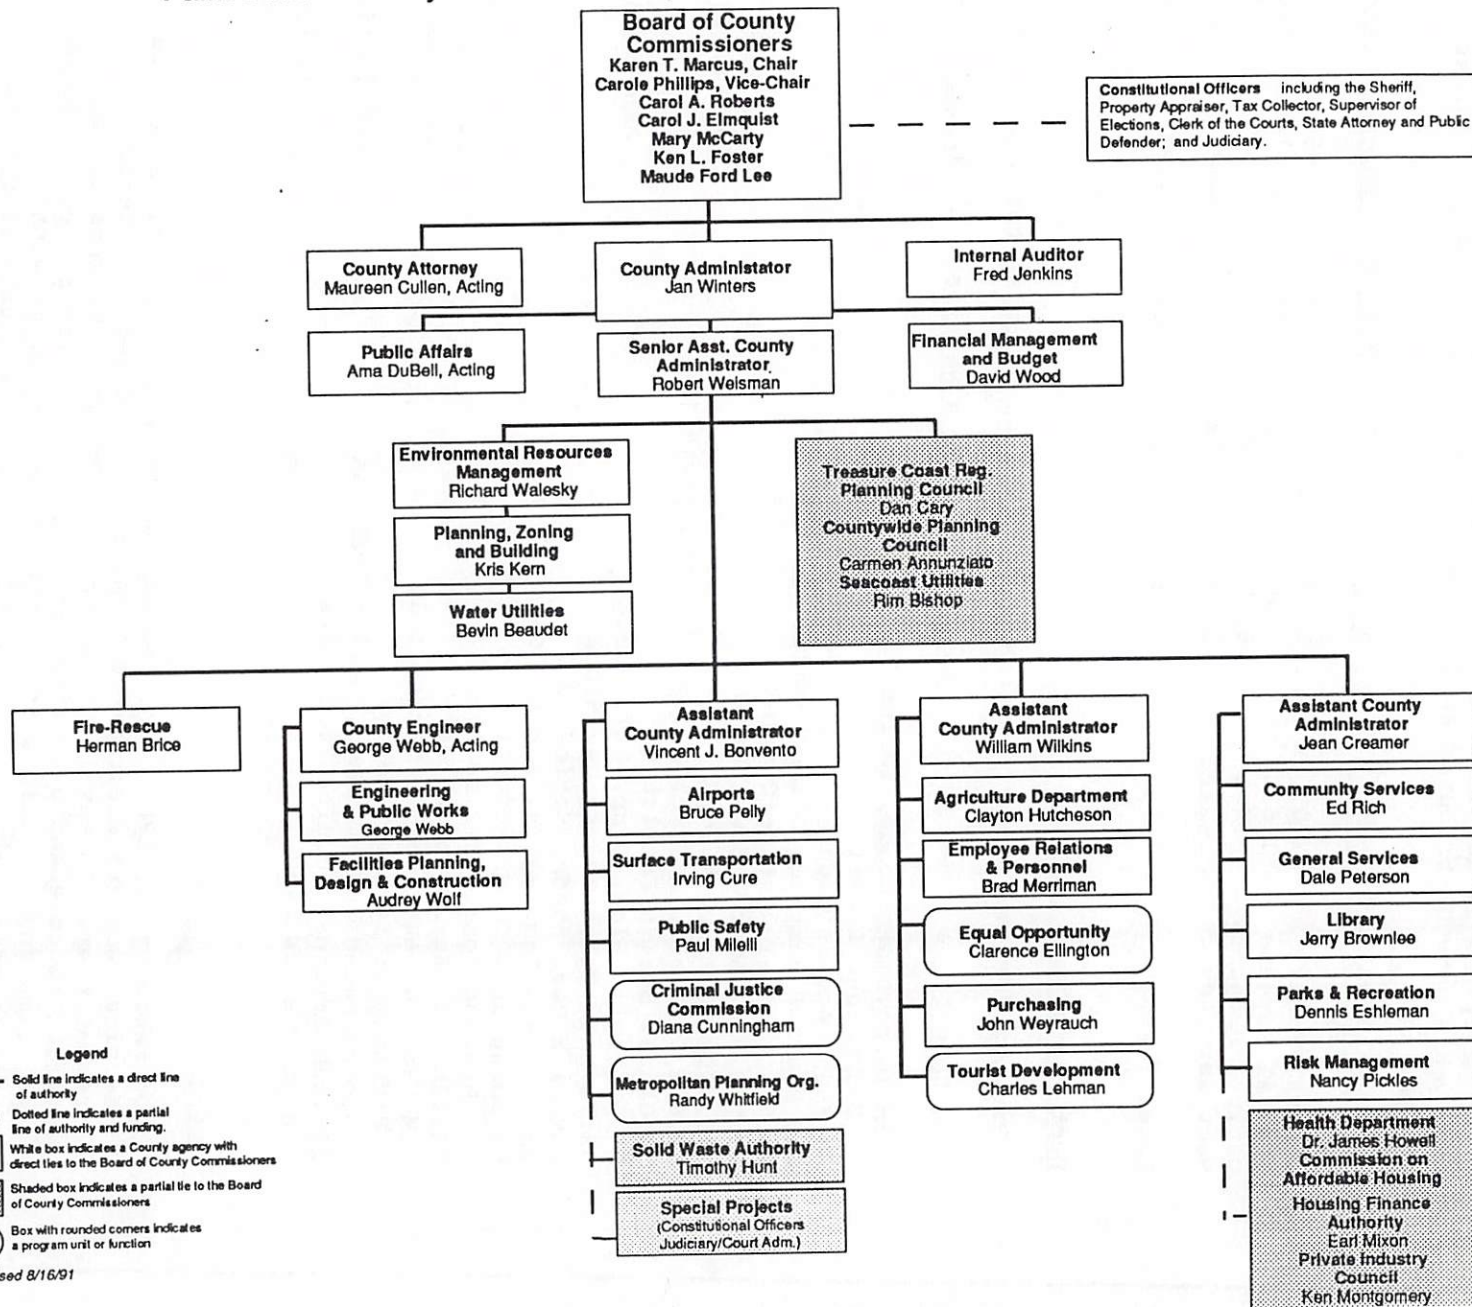 Board of County
Commissioners
Karen T. Marcus, Chair
Carole Phillips, Vice-Chair
Carol A. Roberts
Carol J. Elmquist
Mary McCarty
Ken L. Foster
Maude Ford Lee
Constitutional Officers including the Sheriff,
Property Appraiser, Tax Collector, Supervisor of
Elections, Clerk of the Courts, State Attorney and Public
Defender; and Judiciary.
County Attorney
Maureen Cullen, Acting
County Administator
Jan Winters
Internal Auditor
Fred Jenkins
Public Affairs
Ama DuBell, Acting
Senior Asst. County
Administrator
Robert Weisman
Financial Management
and Budget
David Wood
Environmental Resources
Management
Richard Walesky
Planning, Zoning
and Building
Kris Kern
Water Utilities
Bevin Beaudet
Treasure Coast Reg.
Planning Council
Dan Cary
Countywide Planning
Council
Carmen Annunziato
Seacoast Utilities
Rim Bishop
Fire-Rescue
Herman Brice
County Engineer
George Webb, Acting
Engineering
& Public Works
George Webb
Facilities Planning,
Design & Construction
Audrey Wolf
Assistant
County Administrator
Vincent J. Bonvento
Airports
Bruce Pelly
Surface Transportation
Irving Cure
Public Safety
Paul Milelli
Criminal Justice
Commission
Diana Cunningham
Metropolitan Planning Org.
Randy Whitfield
Solid Waste Authority
Timothy Hunt
Special Projects
(Constitutional Officers
Judiciary/Court Adm.)
Assistant
County Administrator
William Wilkins
Agriculture Department
Clayton Hutcheson
Employee Relations
& Personnel
Brad Merriman
Equal Opportunity
Clarence Ellington
Purchasing
John Weyrauch
Tourist Development
Charles Lehman
Assistant County
Administrator
Jean Creamer
Community Services
Ed Rich
General Services
Dale Peterson
Library
Jerry Brownlee
Parks & Recreation
Dennis Eshleman
Risk Management
Nancy Pickles
Health Department
Dr. James Howell
Commission on
Affordable Housing
Housing Finance
Authority
Earl Mixon
Private Industry
Council
Ken Montgomery
Legend
Solid line indicates a direct line
of authority
Dotted line indicates a partial
line of authority and funding.
White box indicates a County agency with
direct ties to the Board of County Commissioners
Shaded box indicates a partial tie to the Board
of County Commissioners
Box with rounded corners indicates
a program unit or function
sed 8/16/91